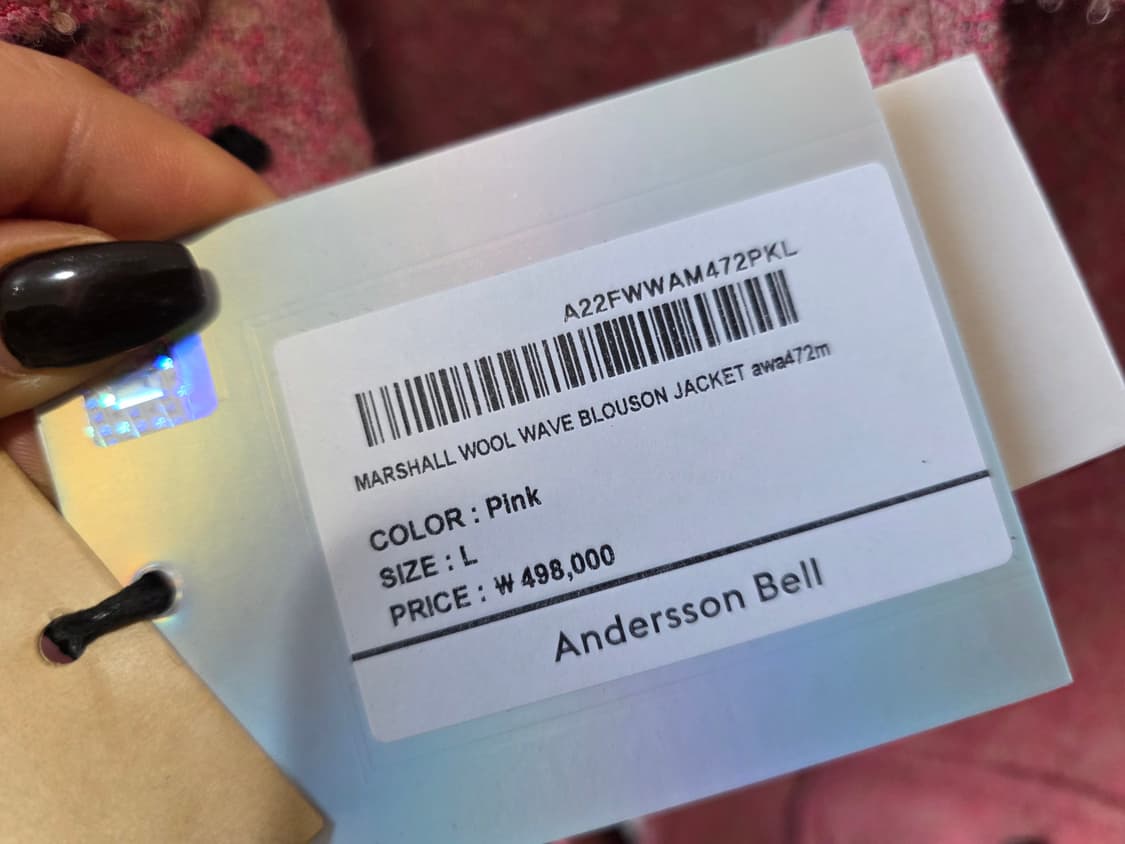 A22FWWAM472PKL
MARSHALL WOOL WAVE BLOUSON JACKET awa472m
COLOR : Pink
SIZE : L
PRICE : ₩ 498,000
Andersson Bell